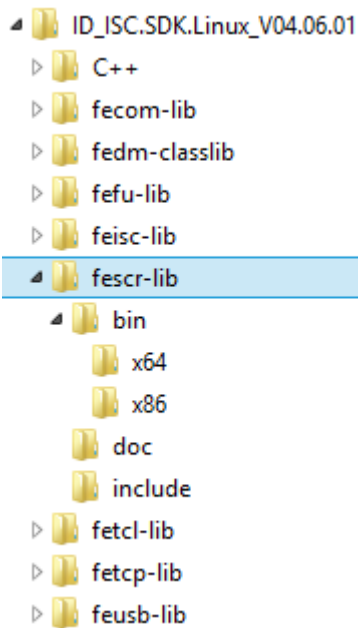 ID_ISC.SDK.Linux_V04.06.01
C++
fecom-lib
fedm-classlib
fefu-lib
feisc-lib
fescr-lib
bin
x64
x86
doc
include
fetcl-lib
fetcp-lib
feusb-lib